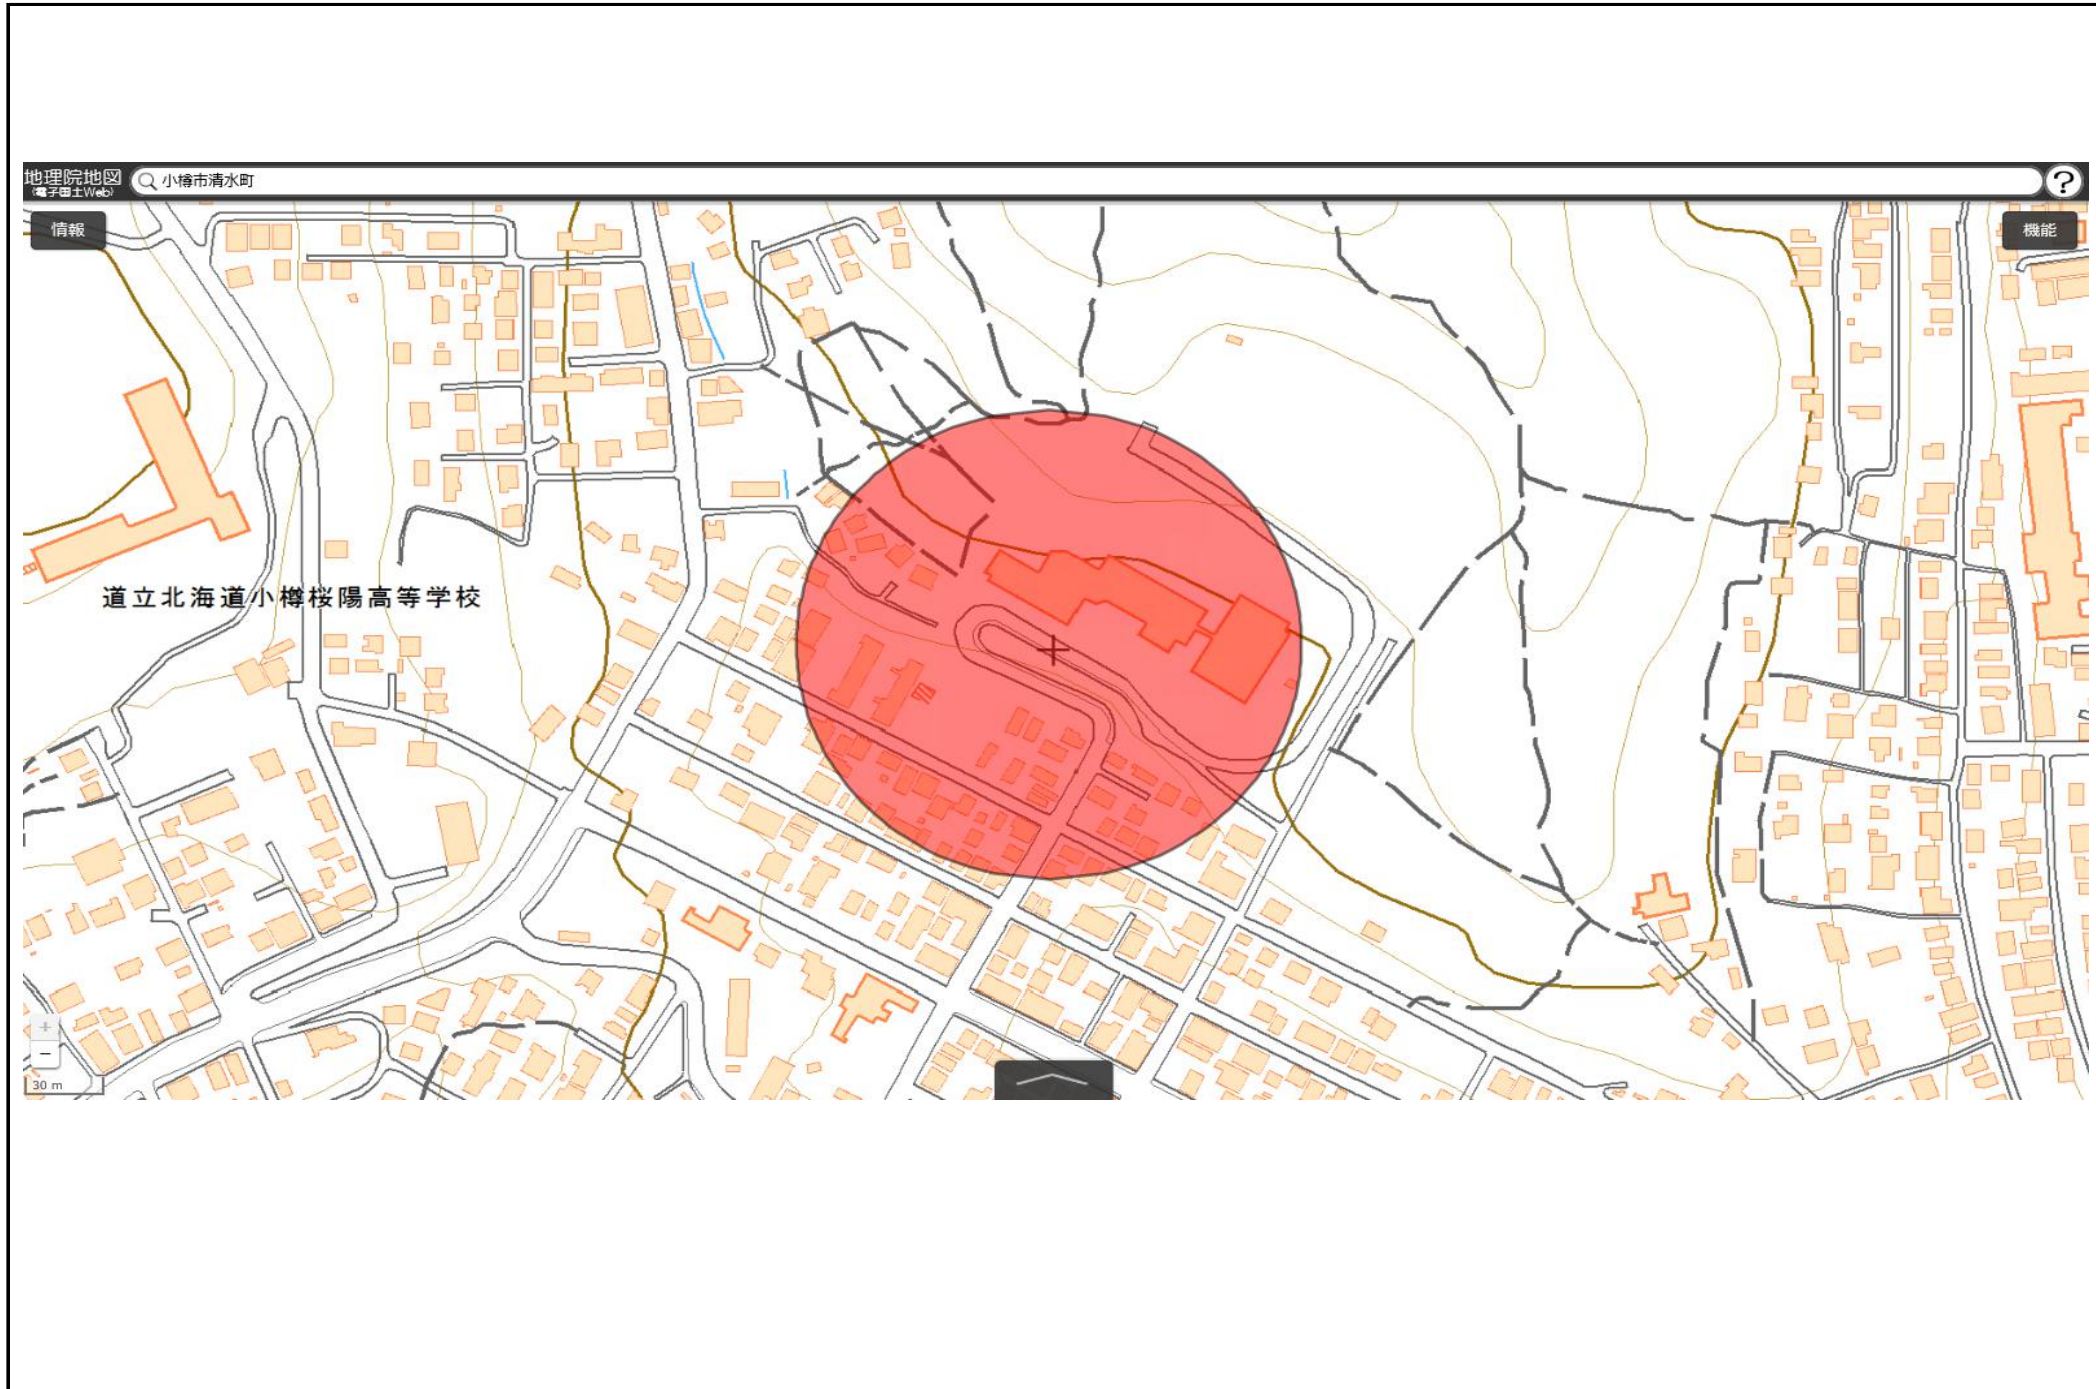 地理院地図
(電子国土Web)
小樽市清水町
?
情報
機能
道立北海道小樽桜陽高等学校
+
−
30 m